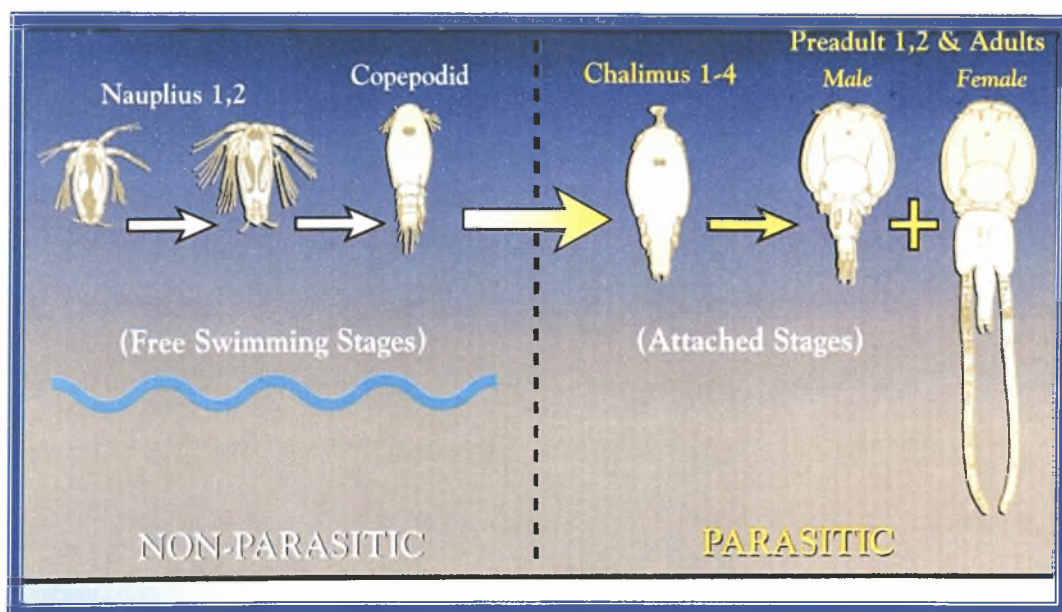 Nauplius 1,2
Copepodid
Chalimus 1-4
Preadult 1,2 & Adults
Male
Female
(Free Swimming Stages)
(Attached Stages)
NON-PARASITIC
PARASITIC